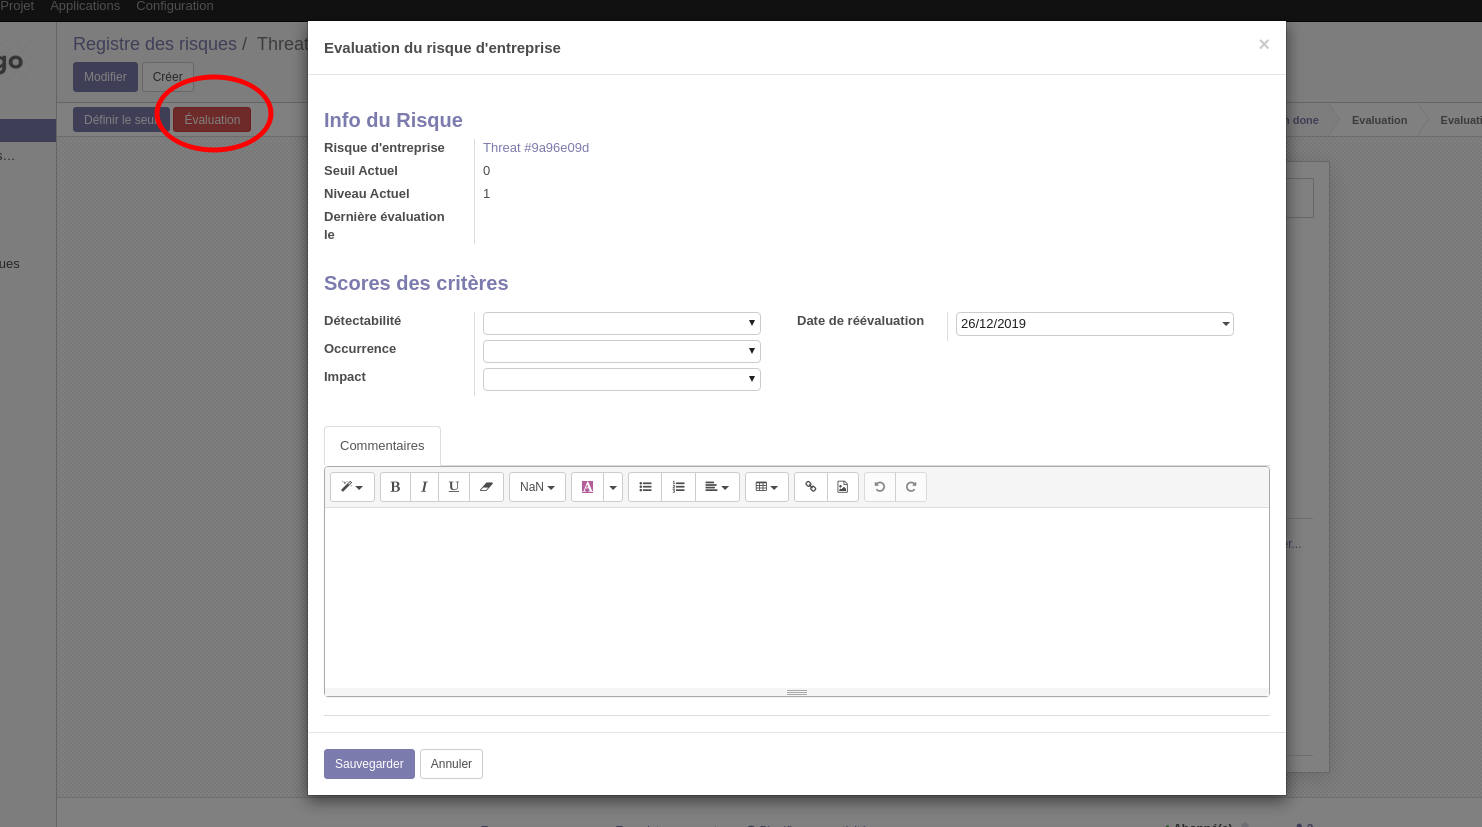 Projet Applications Configuration
Registre des risques / Threat
Evaluation du risque d'entreprise
×
go
Modifier Créer
Définir le seui Évaluation
n done Evaluation Evaluati
s...
ues
Info du Risque
Risque d'entreprise Threat #9a96e09d
Seuil Actuel 0
Niveau Actuel 1
Dernière évaluation
le
Scores des critères
Détectabilité
Date de réévaluation 26/12/2019
Occurrence
Impact
Commentaires
B I U NaN A
er...
Sauvegarder Annuler